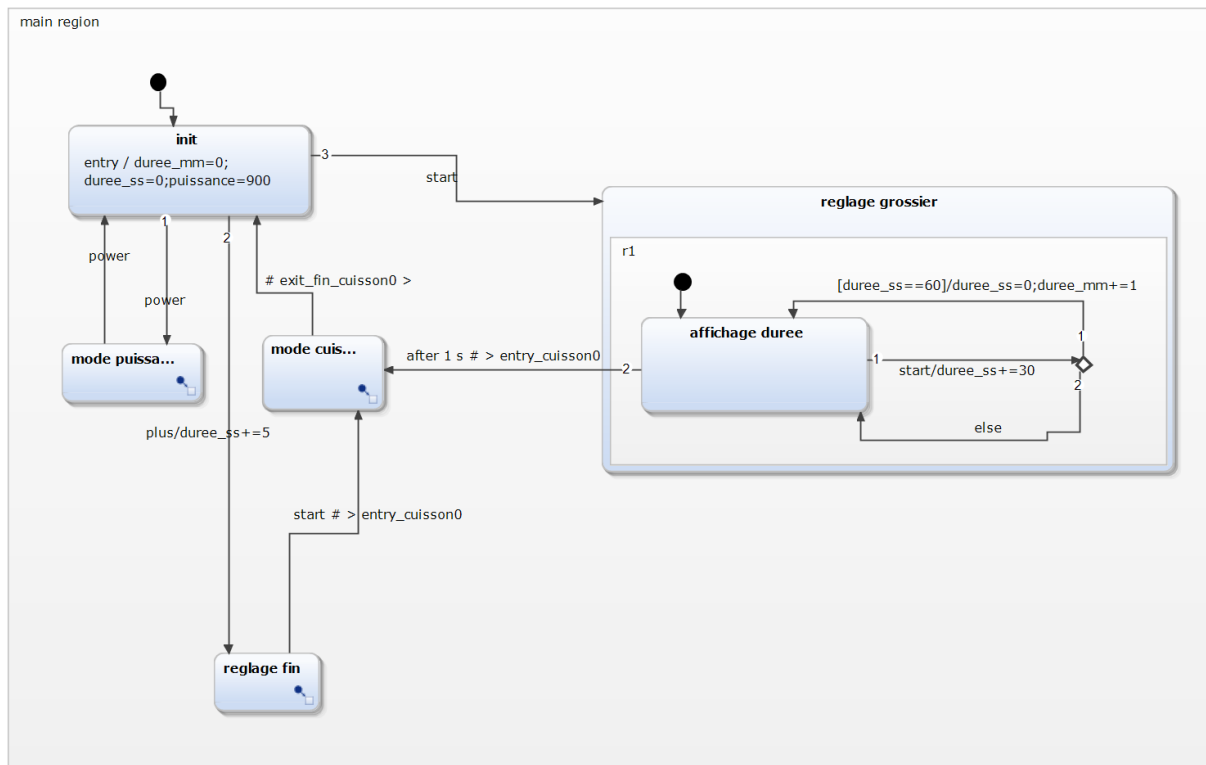 main region
init
entry / duree_mm=0;
duree_ss=0;puissance=900
3
start
1
2
power
power
mode puissa...
# exit_fin_cuisson0 >
mode cuis...
plus/duree_ss+=5
start # > entry_cuisson0
reglage fin
reglage grossier
r1
[duree_ss==60]/duree_ss=0;duree_mm+=1
affichage duree
after 1 s # > entry_cuisson0
2
1
start/duree_ss+=30
1
2
else